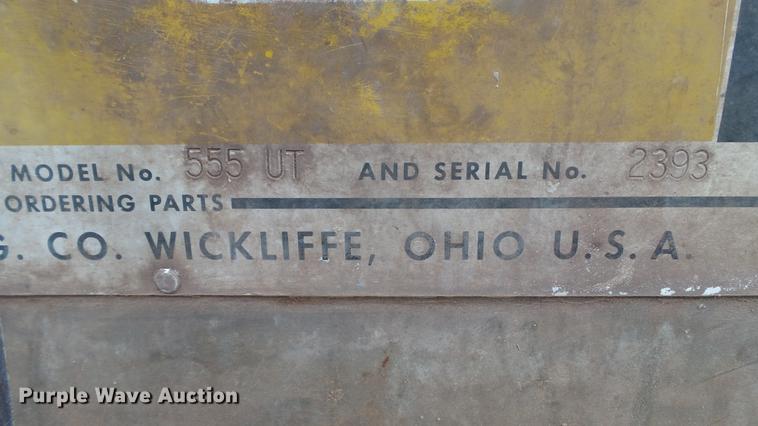 MODEL No. 555 UT AND SERIAL No. 2393
ORDERING PARTS
G. CO. WICKLIFFE, OHIO U.S.A.
Purple Wave Auction